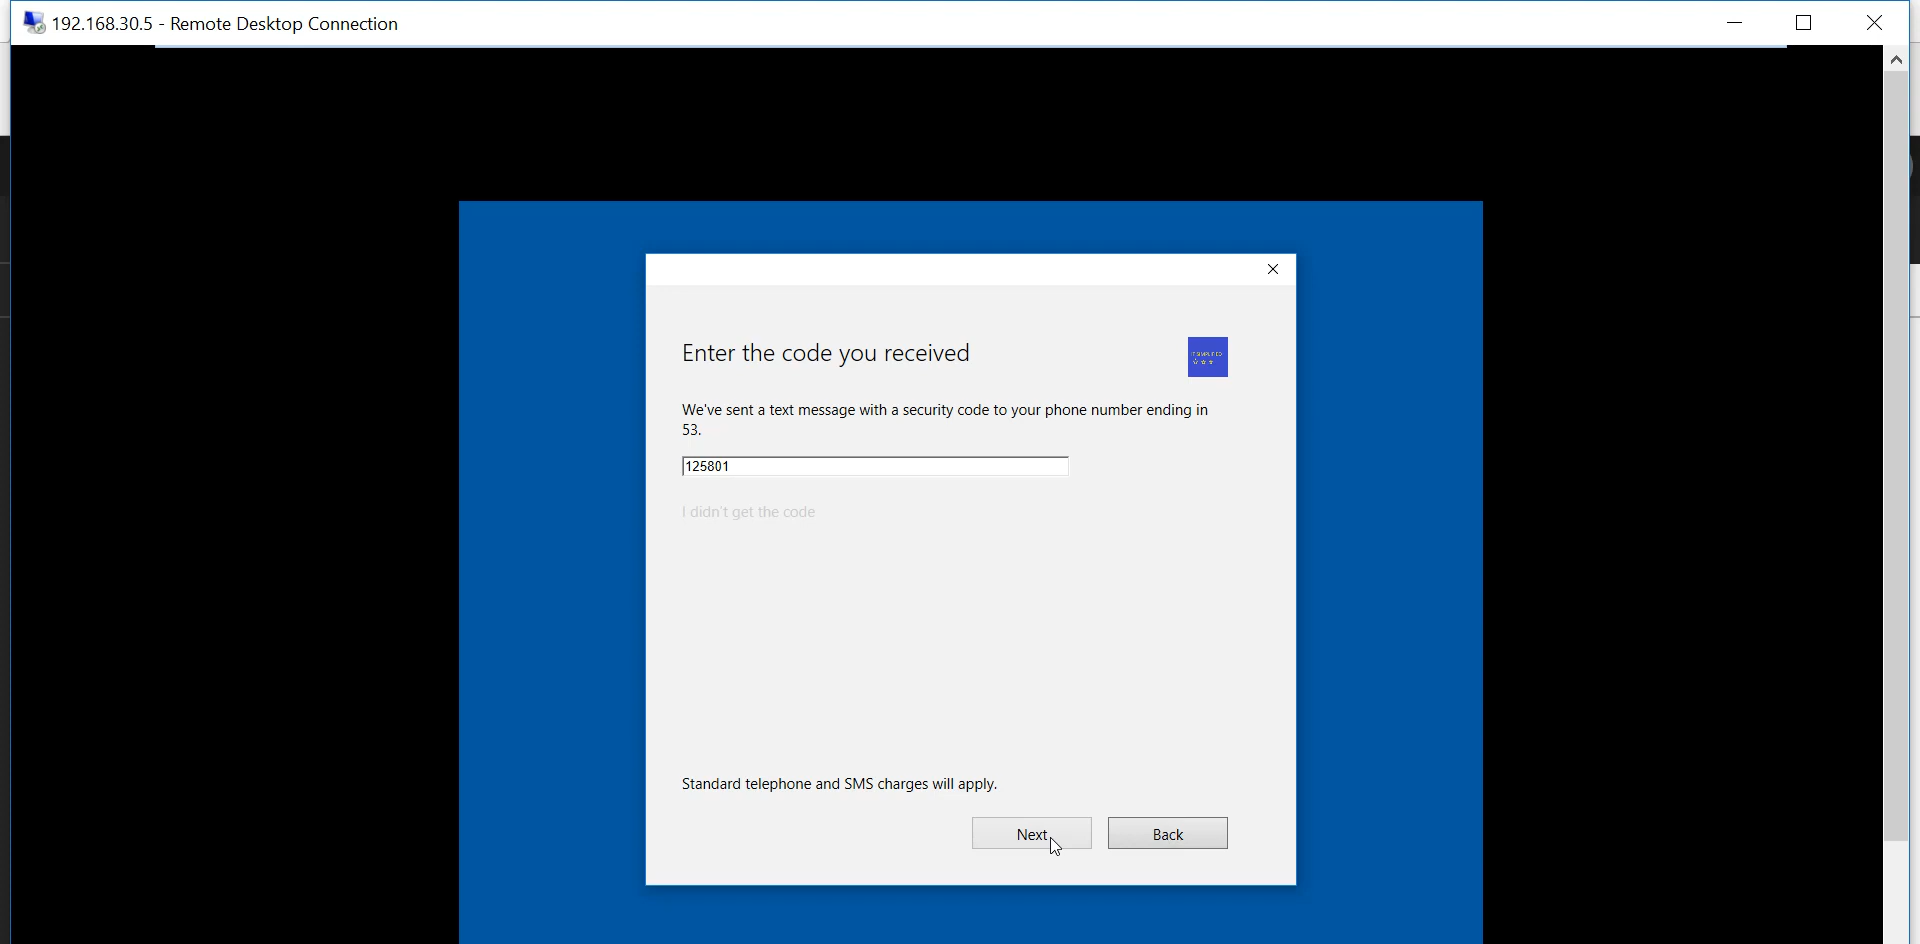 192.168.30.5 - Remote Desktop Connection
Enter the code you received
We've sent a text message with a security code to your phone number ending in
53.
125801
I didn't get the code
Standard telephone and SMS charges will apply.
Next
Back